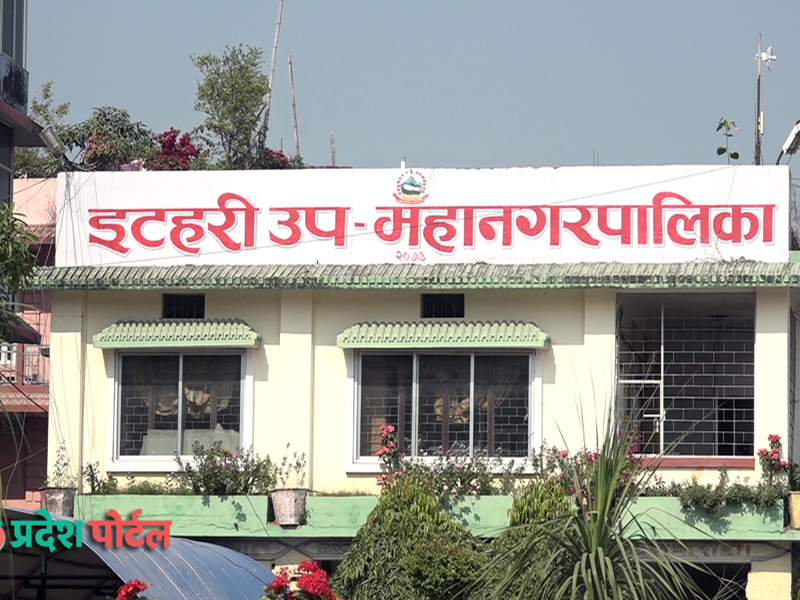 इटहरी उप-महानगरपालिका
२०७३
प्रदेश पोर्टल